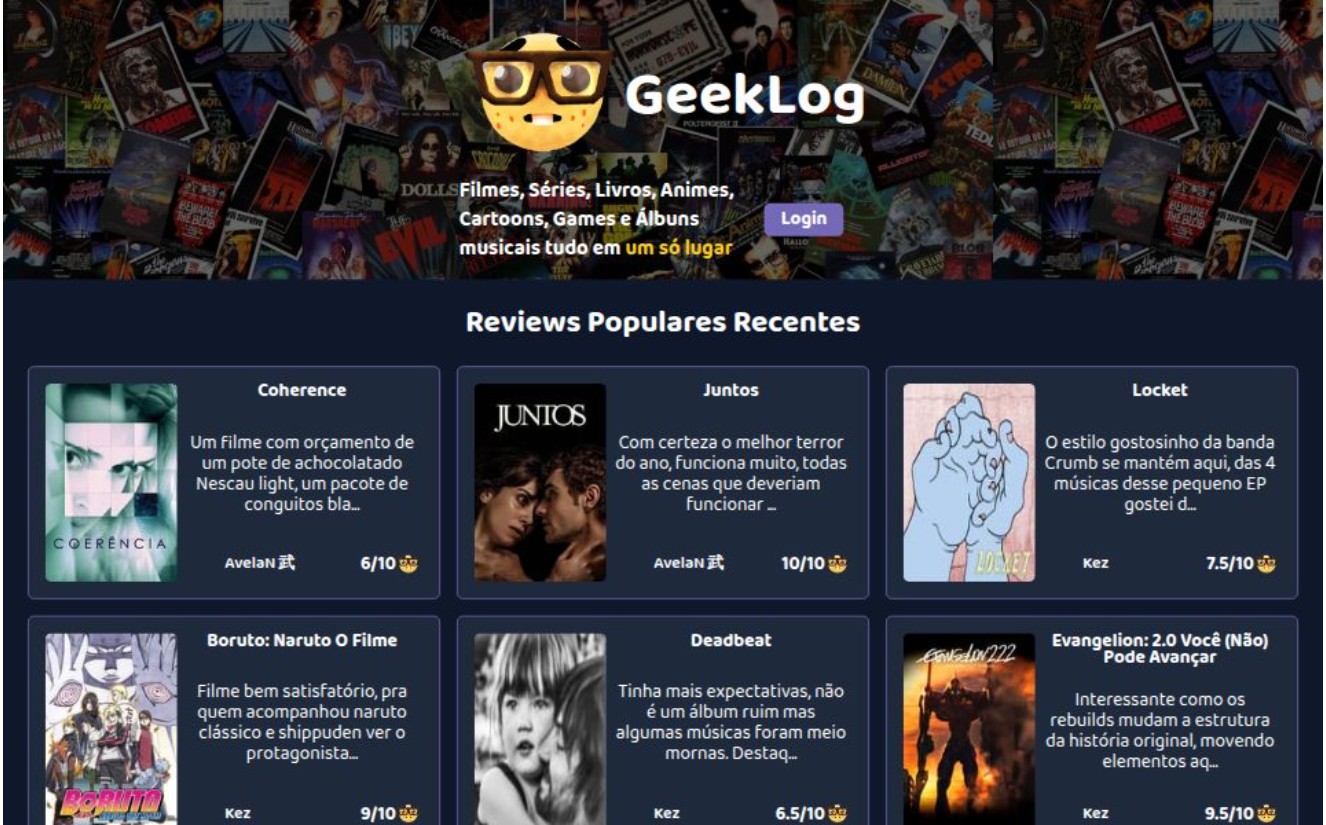 GeekLog
Filmes, Séries, Livros, Animes,
Cartoons, Games e Álbuns
musicais tudo em um só lugar
Login
Reviews Populares Recentes
COERÊNCIA
Coherence
Um filme com orçamento de
um pote de achocolatado
Nescau light, um pacote de
conguitos bla...
AvelaN 武
6/10
JUNTOS
Juntos
Com certeza o melhor terror
do ano, funciona muito, todas
as cenas que deveriam
funcionar ...
AvelaN 武
10/10
LOCKET
Locket
O estilo gostosinho da banda
Crumb se mantém aqui, das 4
músicas desse pequeno EP
gostei d...
Kez
7.5/10
BORUTO
Boruto: Naruto O Filme
Filme bem satisfatório, pra
quem acompanhou naruto
clássico e shippuden ver o
protagonista...
Kez
9/10
Deadbeat
Tinha mais expectativas, não
é um álbum ruim mas
algumas músicas foram meio
mornas. Destaq...
Kez
6.5/10
EVANGELION 222
Evangelion: 2.0 Você (Não)
Pode Avançar
Interessante como os
rebuilds mudam a estrutura
da história original, movendo
elementos aq...
Kez
9.5/10